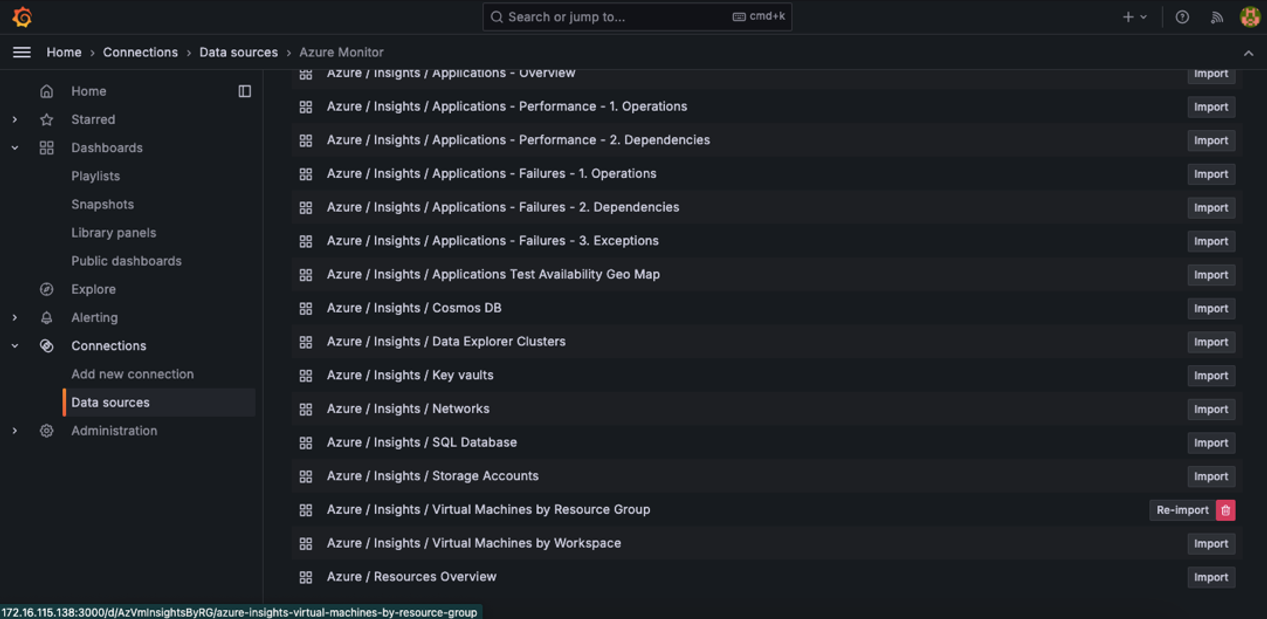 Search or jump to...
cmd+k
Home › Connections › Data sources › Azure Monitor
Home
Starred
Dashboards
Playlists
Snapshots
Library panels
Public dashboards
Explore
Alerting
Connections
Add new connection
Data sources
Administration
Azure / Insights / Applications - Overview Import
Azure / Insights / Applications - Performance - 1. Operations Import
Azure / Insights / Applications - Performance - 2. Dependencies Import
Azure / Insights / Applications - Failures - 1. Operations Import
Azure / Insights / Applications - Failures - 2. Dependencies Import
Azure / Insights / Applications - Failures - 3. Exceptions Import
Azure / Insights / Applications Test Availability Geo Map Import
Azure / Insights / Cosmos DB Import
Azure / Insights / Data Explorer Clusters Import
Azure / Insights / Key vaults Import
Azure / Insights / Networks Import
Azure / Insights / SQL Database Import
Azure / Insights / Storage Accounts Import
Azure / Insights / Virtual Machines by Resource Group Re-import
Azure / Insights / Virtual Machines by Workspace Import
Azure / Resources Overview Import
172.16.115.138:3000/d/AzVmInsightsByRG/azure-insights-virtual-machines-by-resource-group